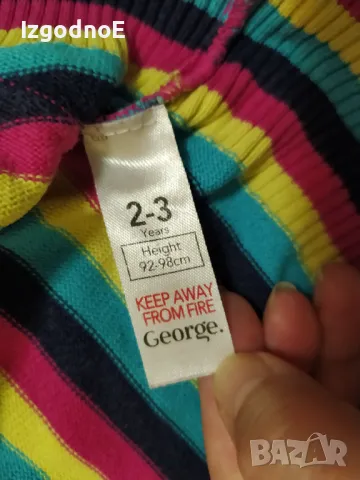 IzgodnoE
2-3
Years
Height
92-98cm
KEEP AWAY
FROM FIRE
George.
BAZAR